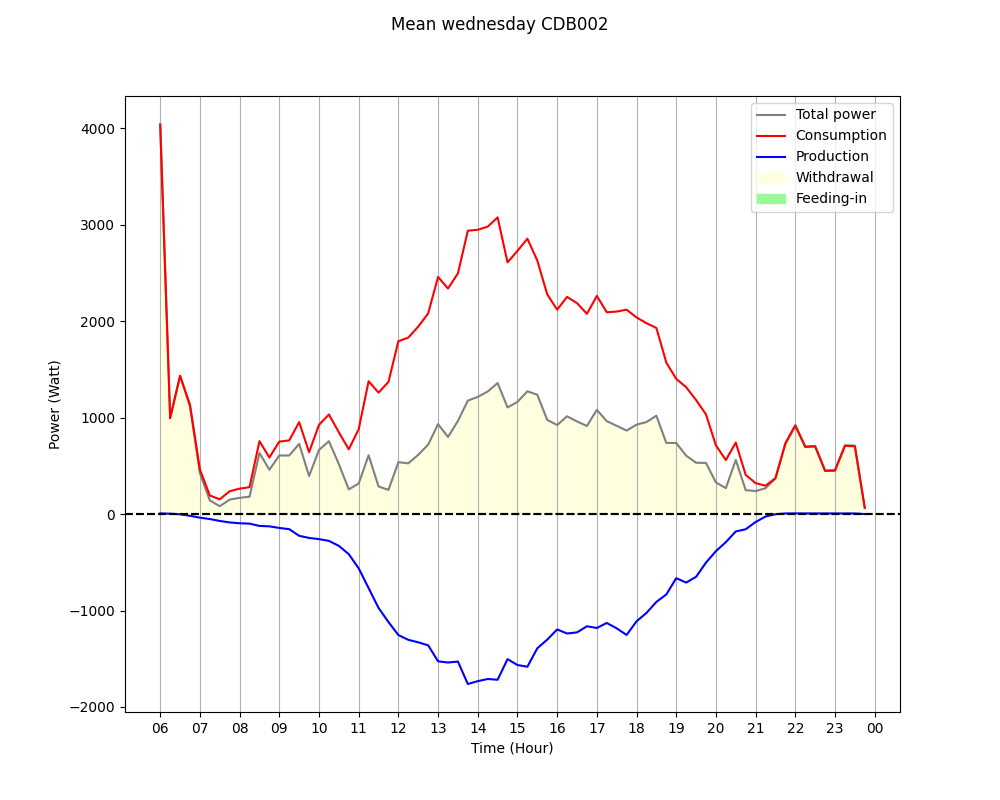 Mean wednesday CDB002
Total power
Consumption
Production
Withdrawal
Feeding-in
4000
3000
2000
1000
0
−1000
−2000
Power (Watt)
06 07 08 09 10 11 12 13 14 15 16 17 18 19 20 21 22 23 00
Time (Hour)